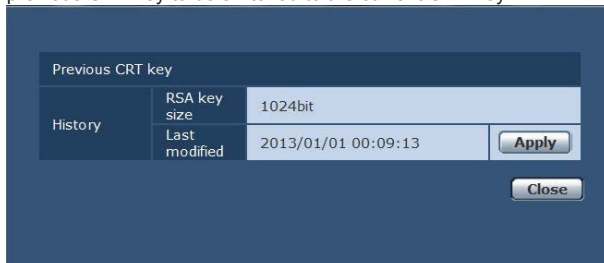 Previous CRT key
History
RSA key
size
1024bit
Last
modified
2013/01/01 00:09:13
Apply
Close